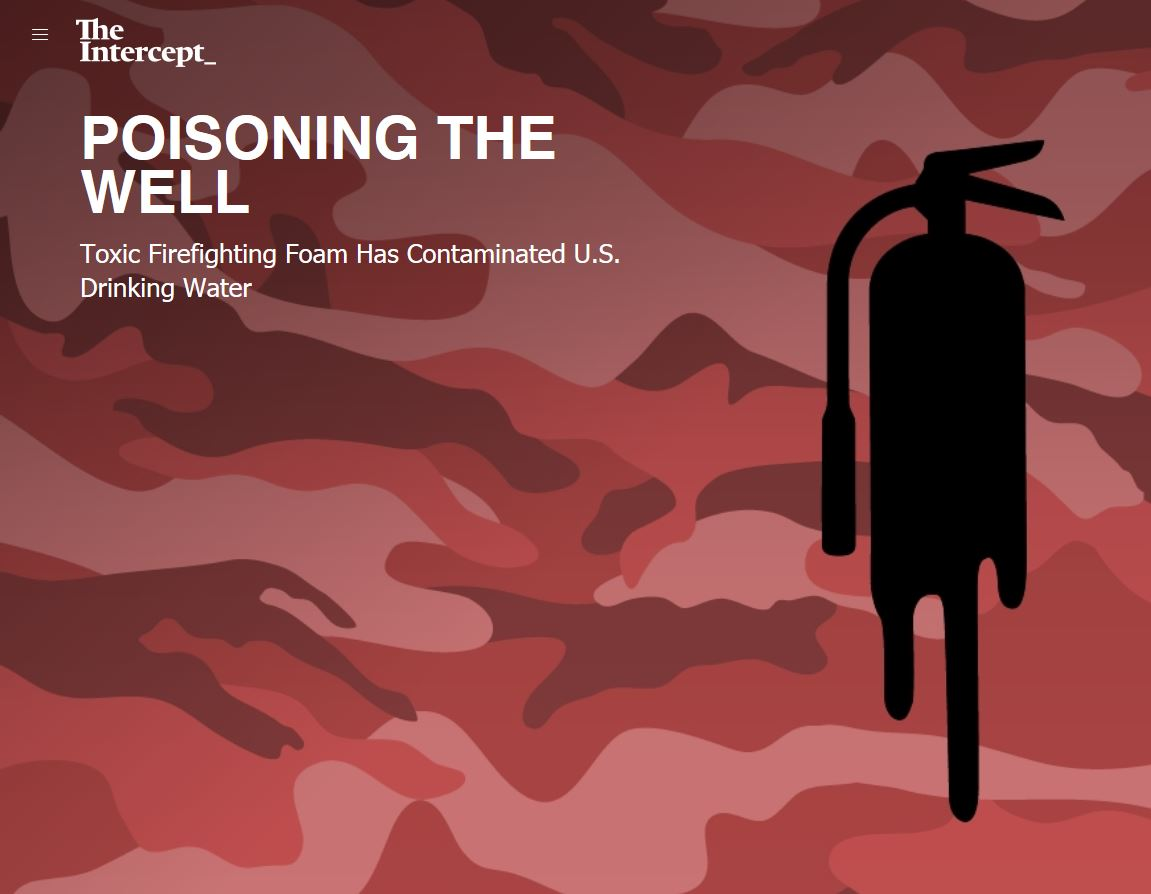 The
Intercept_
POISONING THE
WELL
Toxic Firefighting Foam Has Contaminated U.S.
Drinking Water